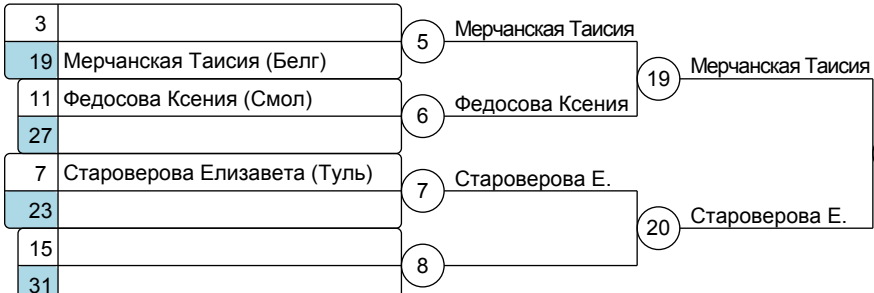 3
5
Мерчанская Таисия
19 Мерчанская Таисия (Белг)
19
Мерчанская Таисия
11 Федосова Ксения (Смол)
6
Федосова Ксения
27
7 Староверова Елизавета (Туль)
7
Староверова Е.
23
20
Староверова Е.
15
8
31